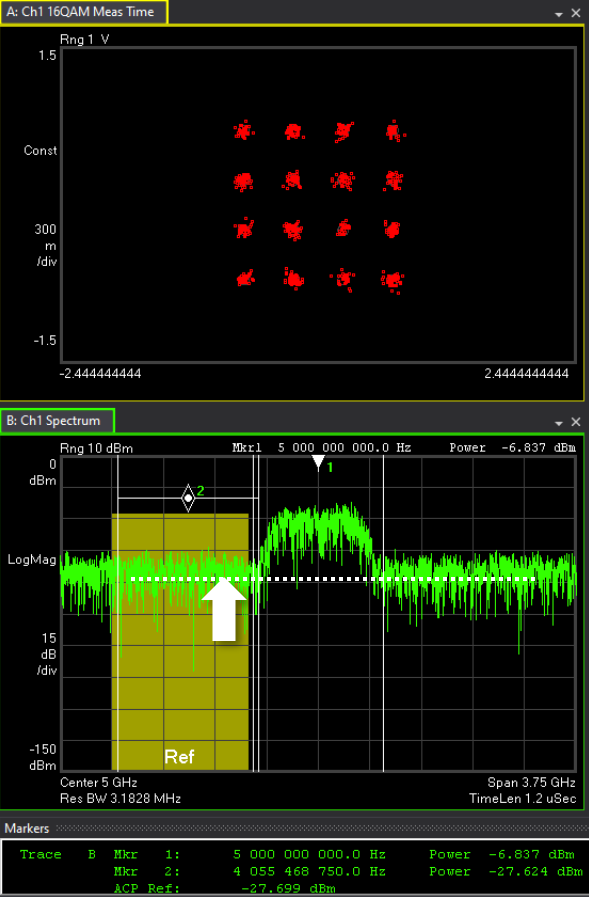 A: Ch1 16QAM Meas Time
Rng 1 V
1.5
Const
300
m
/div
-1.5
-2.444444444
2.4444444444
B: Ch1 Spectrum
Rng 10 dBm
Mkr1 5 000 000 000.0 Hz Power -6.837 dBm
0
dBm
1
2
LogMag
15
dB
/div
-150
dBm
Ref
Center 5 GHz
Span 3.75 GHz
Res BW 3.1828 MHz
TimeLen 1.2 uSec
Markers
Trace B Mkr 1: 5 000 000 000.0 Hz Power -6.837 dBm
Mkr 2: 4 055 468 750.0 Hz Power -27.624 dBm
ACP Ref: -27.699 dBm